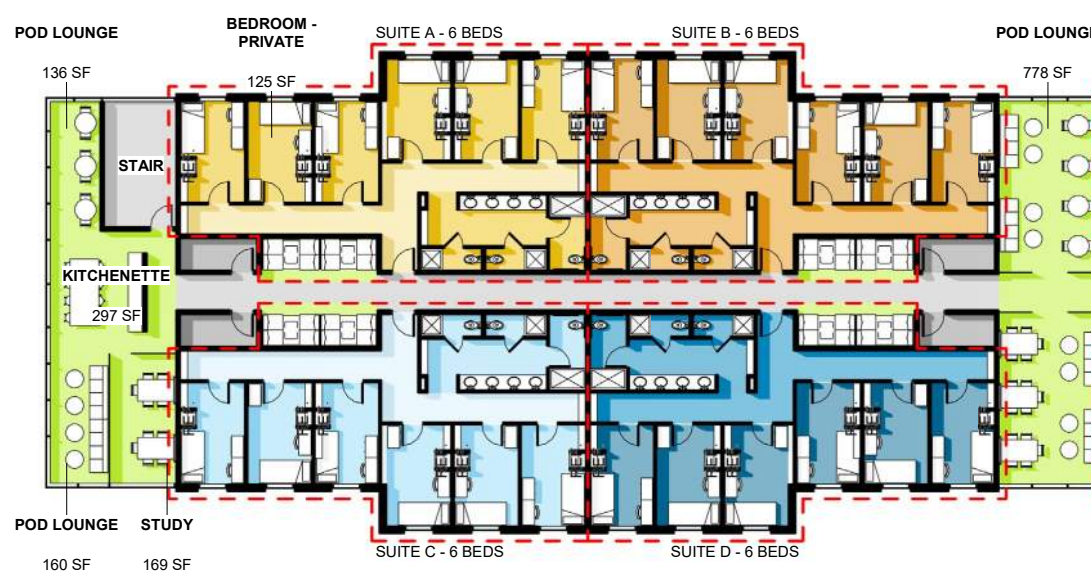 POD LOUNGE
136 SF
BEDROOM -
PRIVATE
125 SF
SUITE A - 6 BEDS
SUITE B - 6 BEDS
POD LOUNGE
778 SF
STAIR
KITCHENETTE
297 SF
POD LOUNGE
160 SF
STUDY
169 SF
SUITE C - 6 BEDS
SUITE D - 6 BEDS